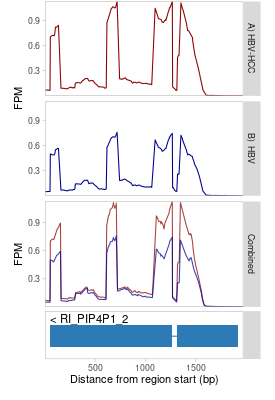 A) HBV-HCC
0.9
0.6
0.3
B) HBV
0.9
0.6
0.3
Combined
0.9
0.6
0.3
FPM
FPM
< RI_PIP4P1_2
500
1000
1500
Distance from region start (bp)